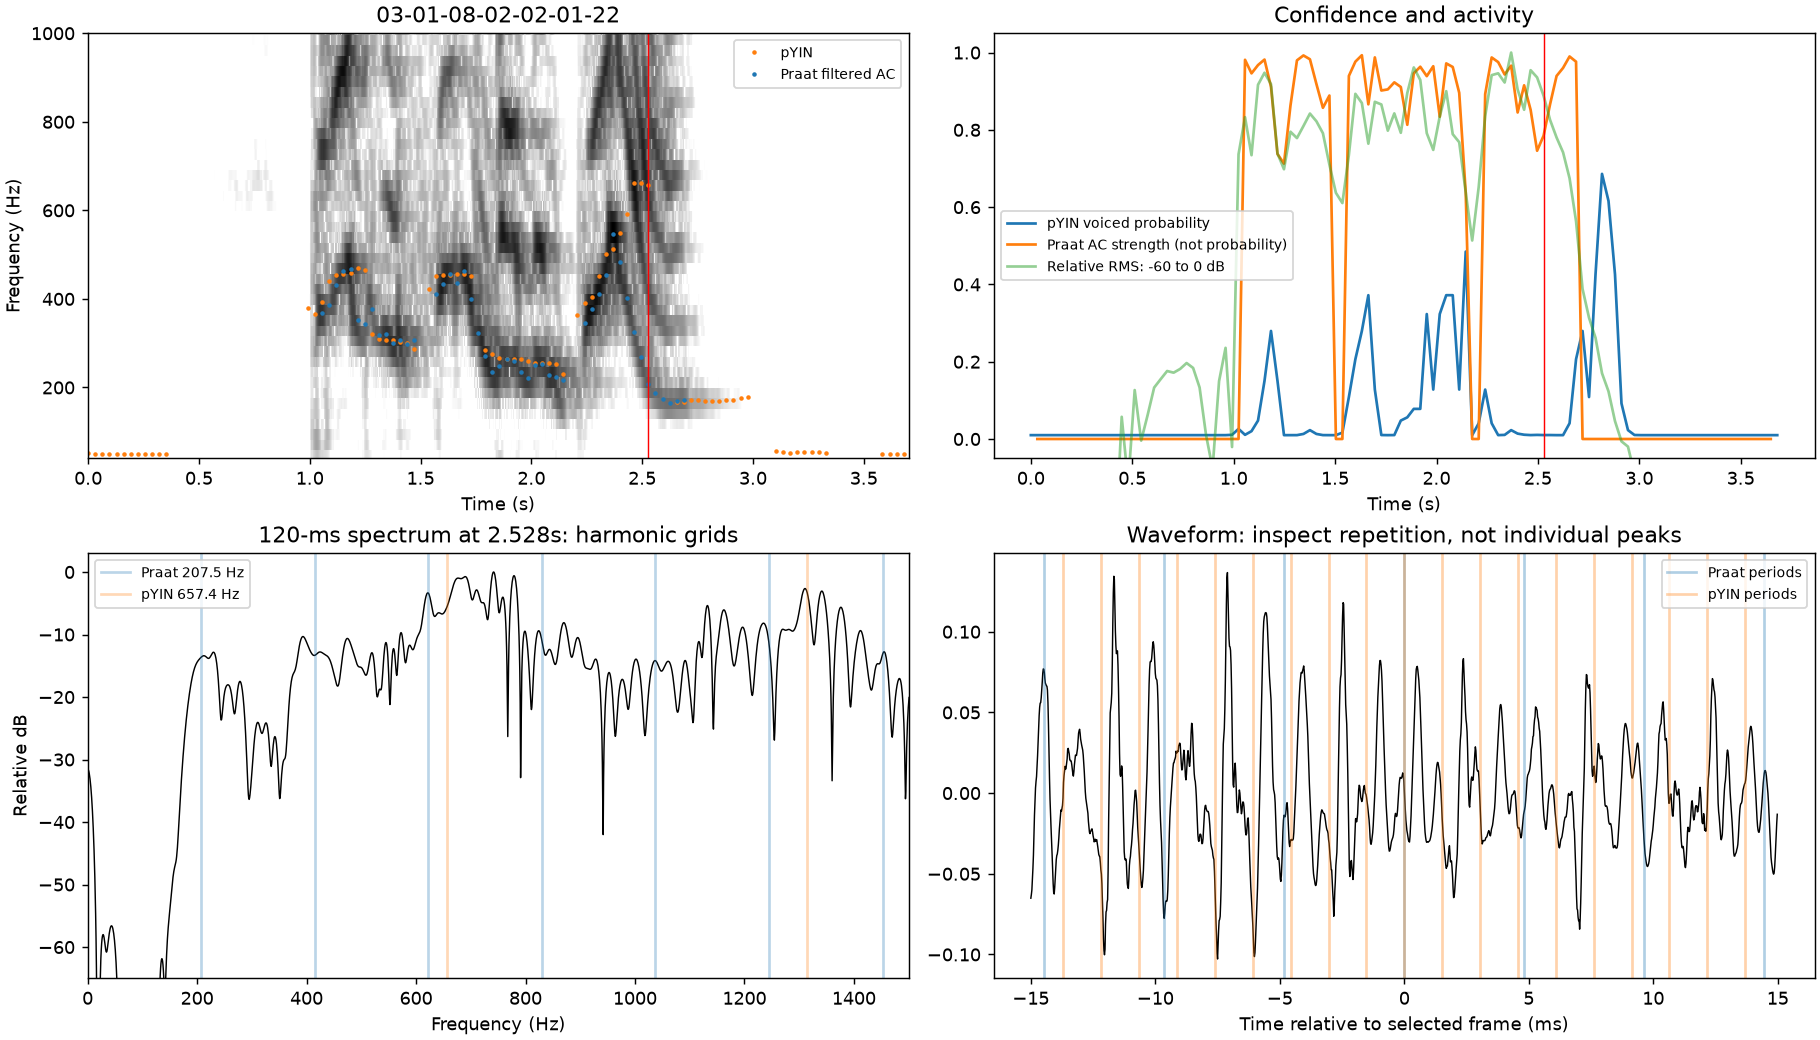 03-01-08-02-02-01-22
1000
800
600
400
200
Frequency (Hz)
pYIN
Praat filtered AC
0.0 0.5 1.0 1.5 2.0 2.5 3.0 3.5
Time (s)
Confidence and activity
1.0
0.8
0.6
0.4
0.2
0.0
pYIN voiced probability
Praat AC strength (not probability)
Relative RMS: -60 to 0 dB
0.0 0.5 1.0 1.5 2.0 2.5 3.0 3.5
Time (s)
120-ms spectrum at 2.528s: harmonic grids
0
−10
−20
−30
−40
−50
−60
Relative dB
Praat 207.5 Hz
pYIN 657.4 Hz
0 200 400 600 800 1000 1200 1400
Frequency (Hz)
Waveform: inspect repetition, not individual peaks
0.10
0.05
0.00
−0.05
−0.10
Praat periods
pYIN periods
−15 −10 −5 0 5 10 15
Time relative to selected frame (ms)